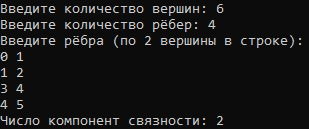 Введите количество вершин: 6
Введите количество рёбер: 4
Введите рёбра (по 2 вершины в строке):
0 1
1 2
3 4
4 5
Число компонент связности: 2